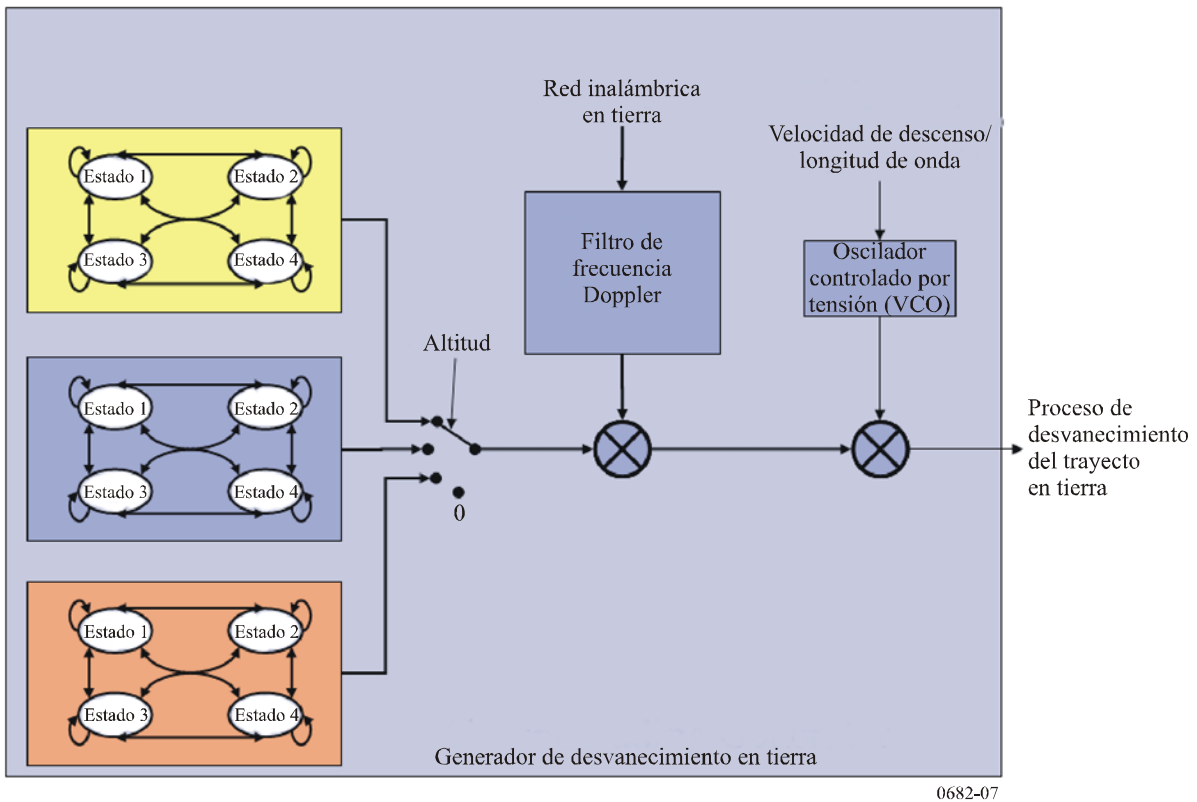 Red inalámbrica
en tierra
Velocidad de descenso/
longitud de onda
Estado 1
Estado 2
Estado 3
Estado 4
Filtro de
frecuencia
Doppler
Oscilador
controlado por
tensión (VCO)
Altitud
Estado 1
Estado 2
Estado 3
Estado 4
0
Proceso de
desvanecimiento
del trayecto
en tierra
Estado 1
Estado 2
Estado 3
Estado 4
Generador de desvanecimiento en tierra
0682-07